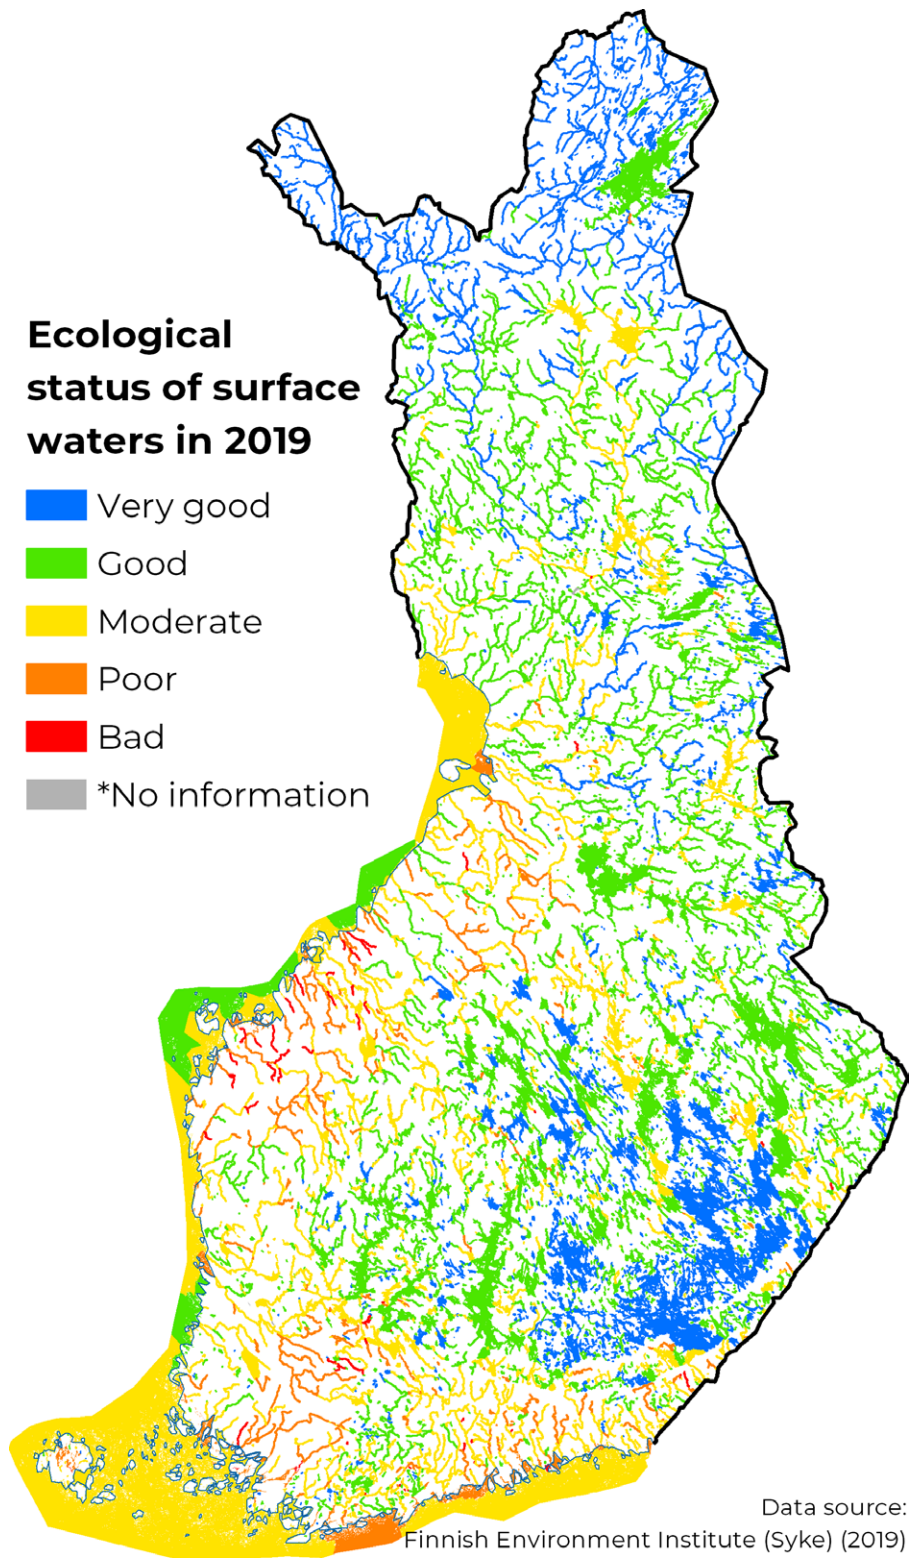 Ecological
status of surface
waters in 2019
Very good
Good
Moderate
Poor
Bad
*No information
Data source:
Finnish Environment Institute (Syke) (2019)